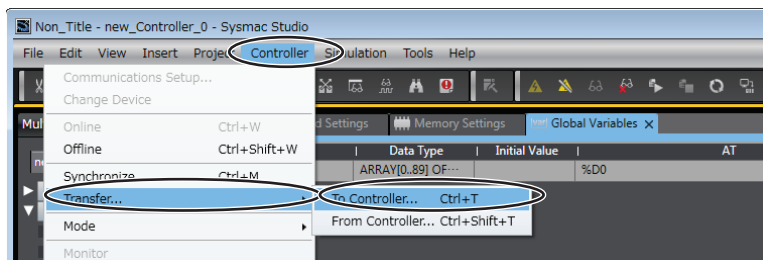 Non_Title - new_Controller_0 - Sysmac Studio
File Edit View Insert Project Controller Simulation Tools Help
Communications Setup...
Change Device
Online Ctrl+W
Offline Ctrl+Shift+W
Synchronize Ctrl+M
Transfer...
Mode
Monitor
To Controller... Ctrl+T
From Controller... Ctrl+Shift+T
Settings Memory Settings Global Variables
Data Type Initial Value AT
ARRAY[0..89] OF... %D0